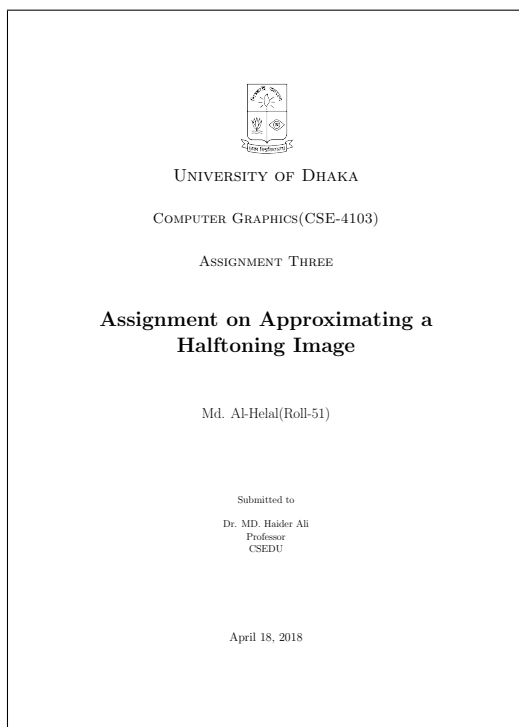 University of Dhaka
Computer Graphics(CSE-4103)
Assignment Three
Assignment on Approximating a
Halftoning Image
Md. Al-Helal(Roll-51)
Submitted to
Dr. MD. Haider Ali
Professor
CSEDU
April 18, 2018